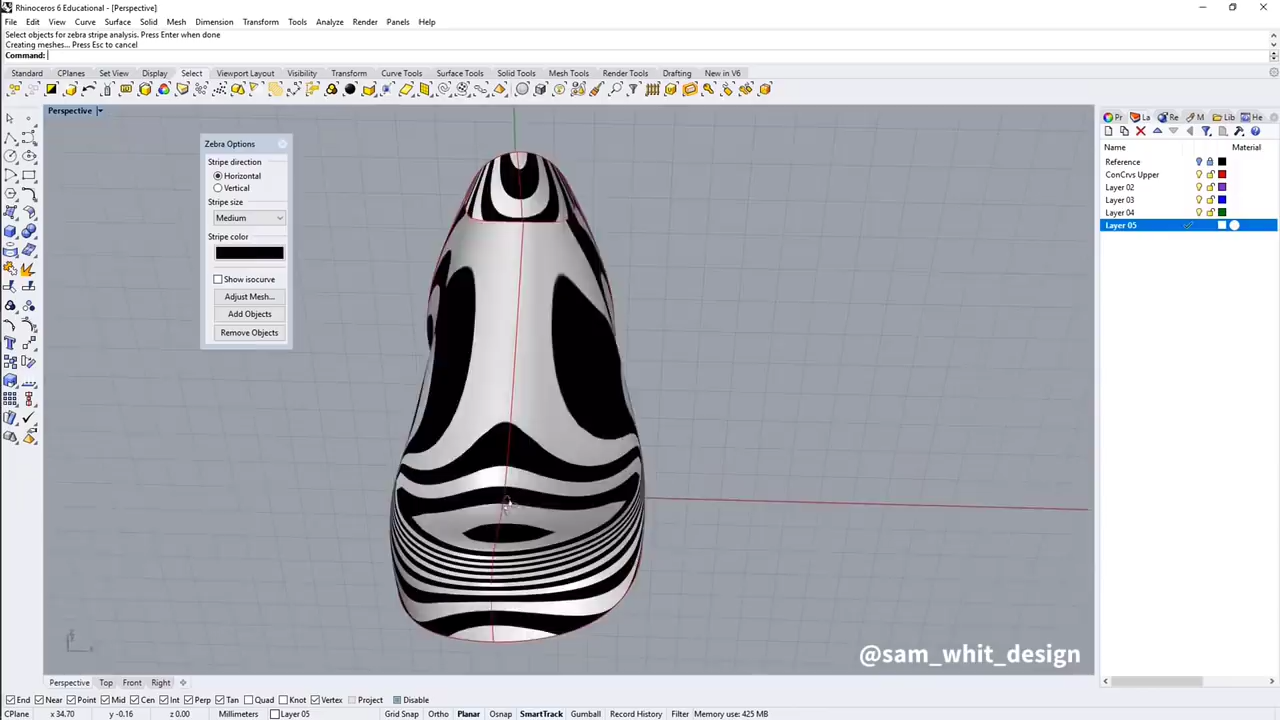 Rhinoceros 6 Educational - [Perspective]
File Edit View Curve Surface Solid Mesh Dimension Transform Tools Analyze Render Panels Help
Select objects for zebra stripe analysis. Press Enter when done
Creating meshes... Press Esc to cancel
Command:
Standard CPlanes Set View Display Select Viewport Layout Visibility Transform Curve Tools Surface Tools Solid Tools Mesh Tools Render Tools Drafting New in V6
Perspective
Pr La Re M Lib He
Zebra Options
Stripe direction
Horizontal
Vertical
Stripe size
Medium
Stripe color
Show isocurve
Adjust Mesh...
Add Objects
Remove Objects
Name Material
Reference
ConCrvs Upper
Layer 02
Layer 03
Layer 04
Layer 05
@sam_whit_design
Perspective Top Front Right
End Near Point Mid Cen Int Perp Tan Quad Knot Vertex Project Disable
CPlane x 34.70 y -0.16 z 0.00 Millimeters Layer 05 Grid Snap Ortho Planar Osnap SmartTrack Gumball Record History Filter Memory use: 425 MB